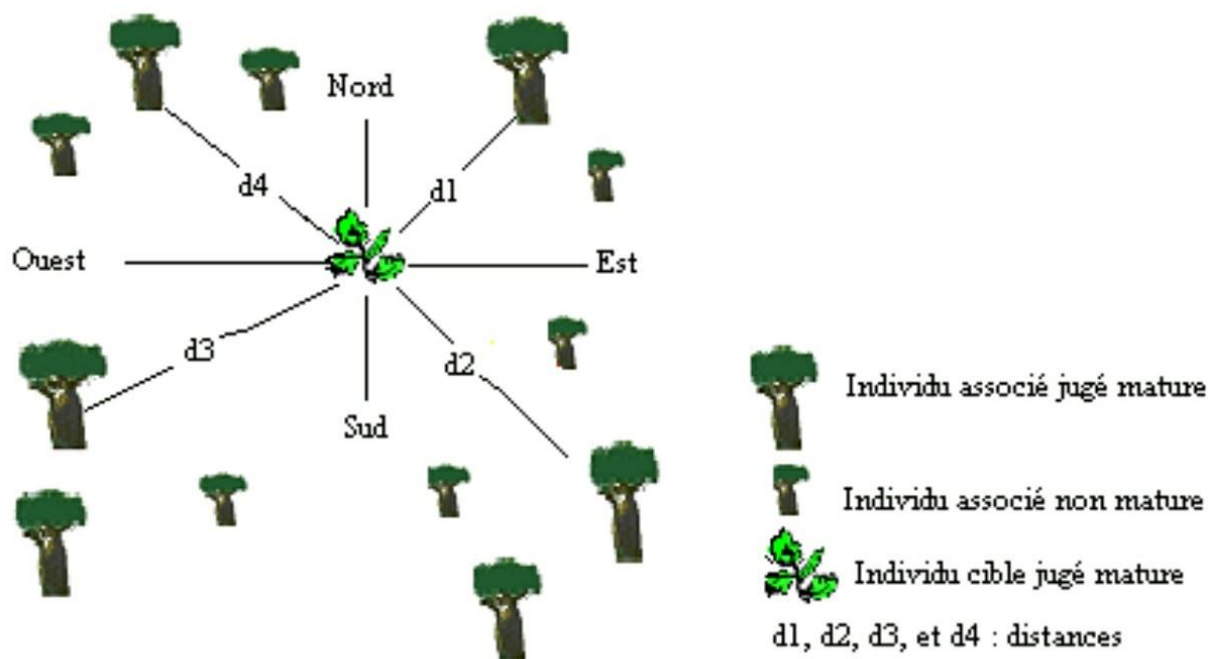 Nord
d4
d1
Ouest
Est
d3
d2
Sud
Individu associé jugé mature
Individu associé non mature
Individu cible jugé mature
d1, d2, d3, et d4 : distances